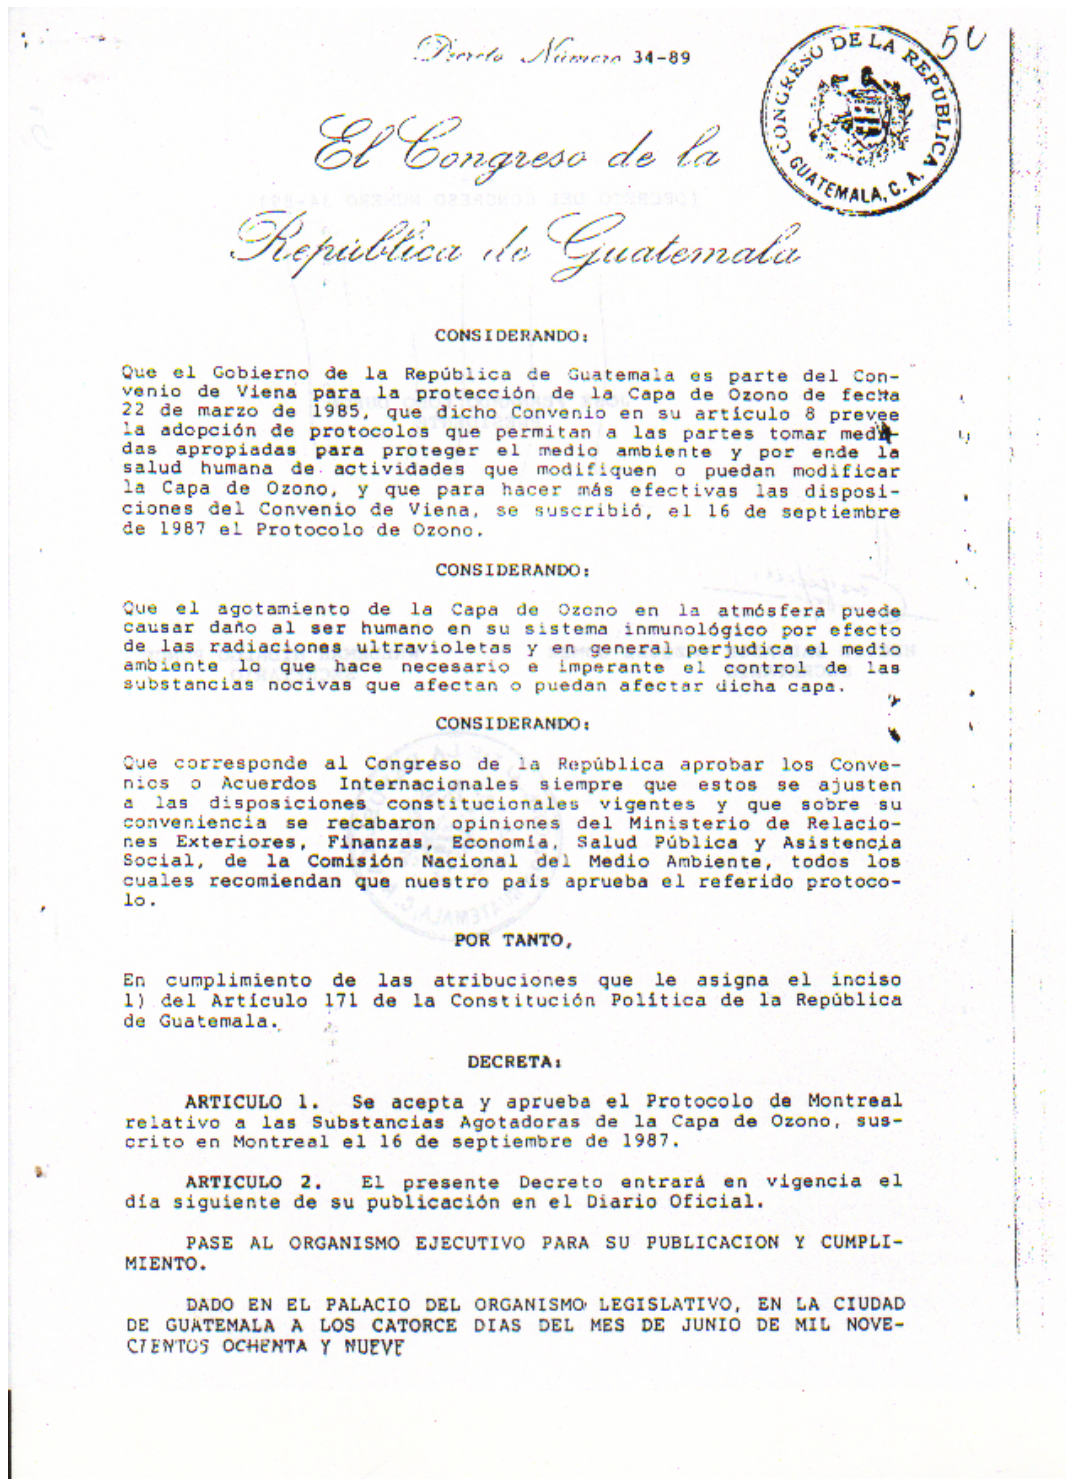 Decreto Número 34-89
CONGRESO DE LA REPUBLICA
GUATEMALA, C. A.
El Congreso de la
República de Guatemala
CONSIDERANDO:
Que el Gobierno de la República de Guatemala es parte del Con-
venio de Viena para la protección de la Capa de Ozono de fecha
22 de marzo de 1985, que dicho Convenio en su artículo 8 prevee
la adopción de protocolos que permitan a las partes tomar medi-
das apropiadas para proteger el medio ambiente y por ende la
salud humana de actividades que modifiquen o puedan modificar
la Capa de Ozono, y que para hacer más efectivas las disposi-
ciones del Convenio de Viena, se suscribió, el 16 de septiembre
de 1987 el Protocolo de Ozono.
CONSIDERANDO:
Que el agotamiento de la Capa de Ozono en la atmósfera puede
causar daño al ser humano en su sistema inmunológico por efecto
de las radiaciones ultravioletas y en general perjudica el medio
ambiente lo que hace necesario e imperante el control de las
substancias nocivas que afectan o puedan afectar dicha capa.
CONSIDERANDO:
Que corresponde al Congreso de la República aprobar los Conve-
nios o Acuerdos Internacionales siempre que estos se ajusten
a las disposiciones constitucionales vigentes y que sobre su
conveniencia se recabaron opiniones del Ministerio de Relacio-
nes Exteriores, Finanzas, Economía, Salud Pública y Asistencia
Social, de la Comisión Nacional del Medio Ambiente, todos los
cuales recomiendan que nuestro país aprueba el referido protoco-
lo.
POR TANTO,
En cumplimiento de las atribuciones que le asigna el inciso
l) del Artículo 171 de la Constitución Política de la República
de Guatemala.
DECRETA:
ARTICULO 1. Se acepta y aprueba el Protocolo de Montreal
relativo a las Substancias Agotadoras de la Capa de Ozono, sus-
crito en Montreal el 16 de septiembre de 1987.
ARTICULO 2. El presente Decreto entrará en vigencia el
día siguiente de su publicación en el Diario Oficial.
PASE AL ORGANISMO EJECUTIVO PARA SU PUBLICACION Y CUMPLI-
MIENTO.
DADO EN EL PALACIO DEL ORGANISMO LEGISLATIVO, EN LA CIUDAD
DE GUATEMALA A LOS CATORCE DIAS DEL MES DE JUNIO DE MIL NOVE-
CIENTOS OCHENTA Y NUEVE